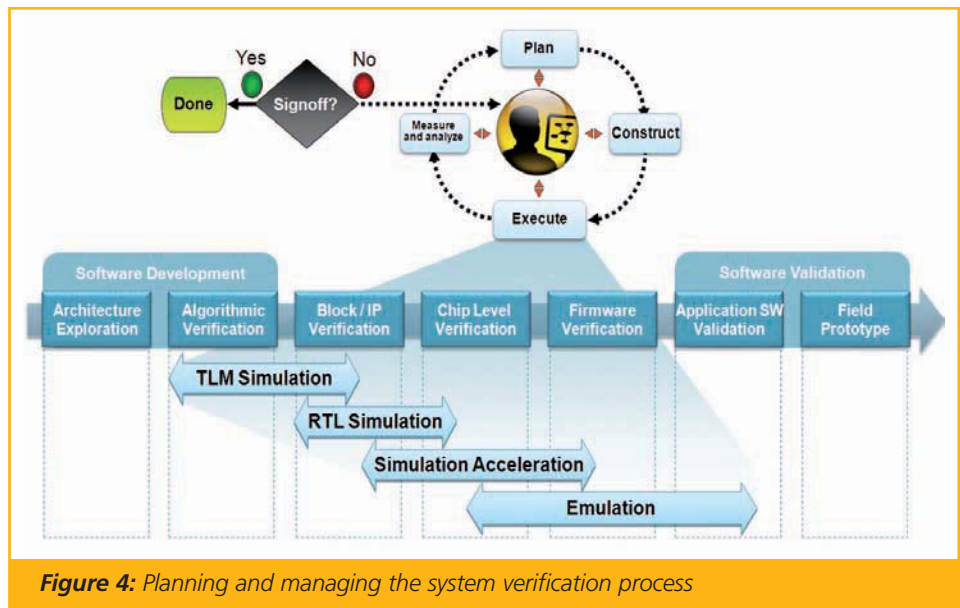 Plan
Yes
No
Done
Signoff?
Measure
and analyze
Construct
Execute
Software Development
Software Validation
Architecture
Exploration
Algorithmic
Verification
Block / IP
Verification
Chip Level
Verification
Firmware
Verification
Application SW
Validation
Field
Prototype
TLM Simulation
RTL Simulation
Simulation Acceleration
Emulation
Figure 4: Planning and managing the system verification process